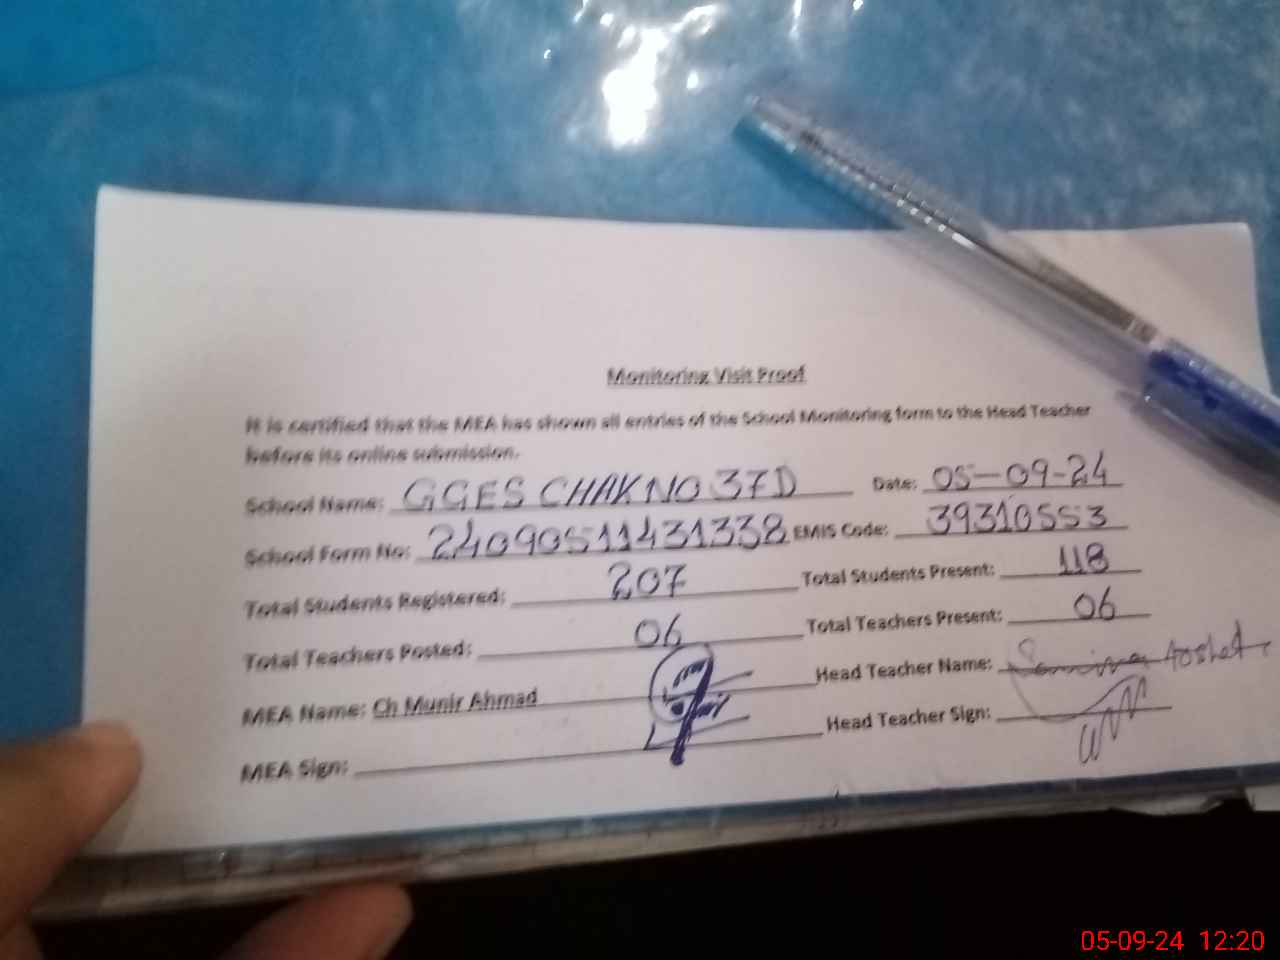 Monitoring Visit Proof
It is certified that the MEA has shown all entries of the School Monitoring form to the Head Teacher
before its online submission.
School Name: GGES CHAK NO 37D Date: 05-09-24
School Form No: 24090511431338 EMIS Code: 39310553
Total Students Registered: 207 Total Students Present: 118
Total Teachers Posted: 06 Total Teachers Present: 06
MEA Name: Ch Munir Ahmad Head Teacher Name:
MEA Sign: Head Teacher Sign:
05-09-24 12:20